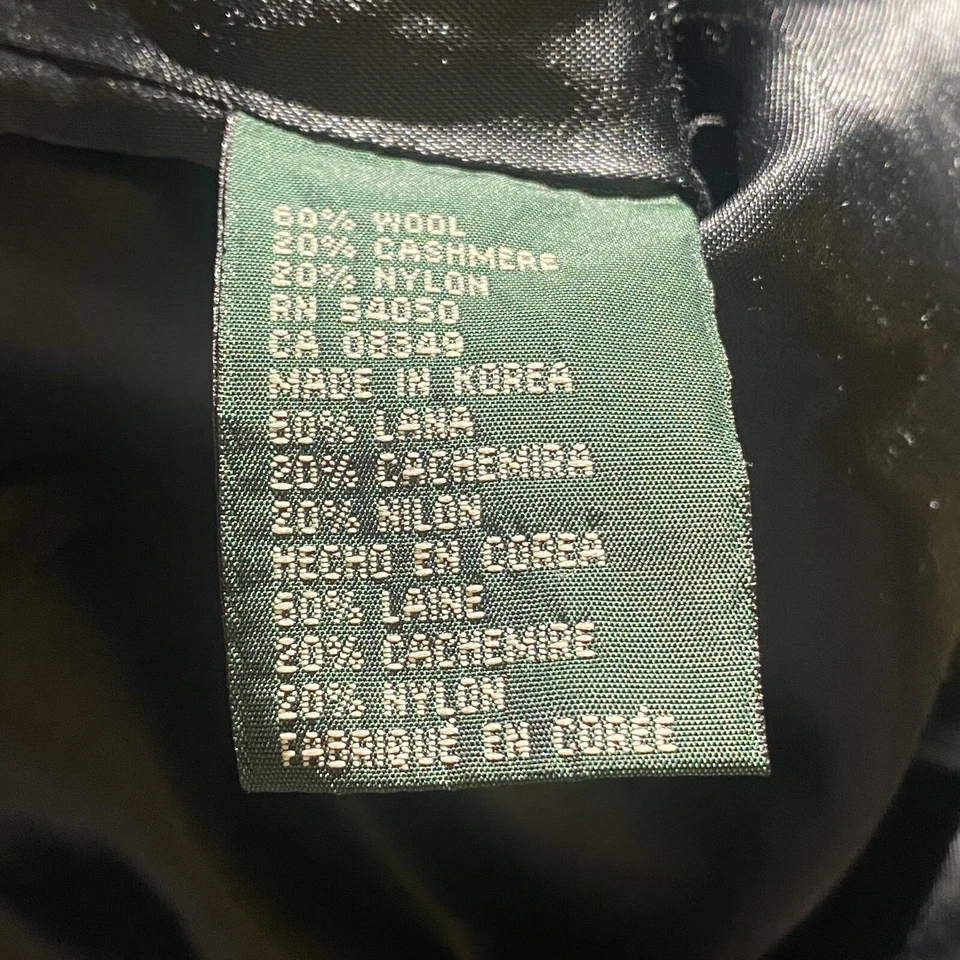 60% WOOL
20% CASHMERE
20% NYLON
RN 54050
CA 08349
MADE IN KOREA
60% LANA
20% CACHEMIRA
20% NILON
HECHO EN COREA
60% LAINE
20% CACHEMIRE
20% NYLON
FABRIQUÉ EN CORÉE